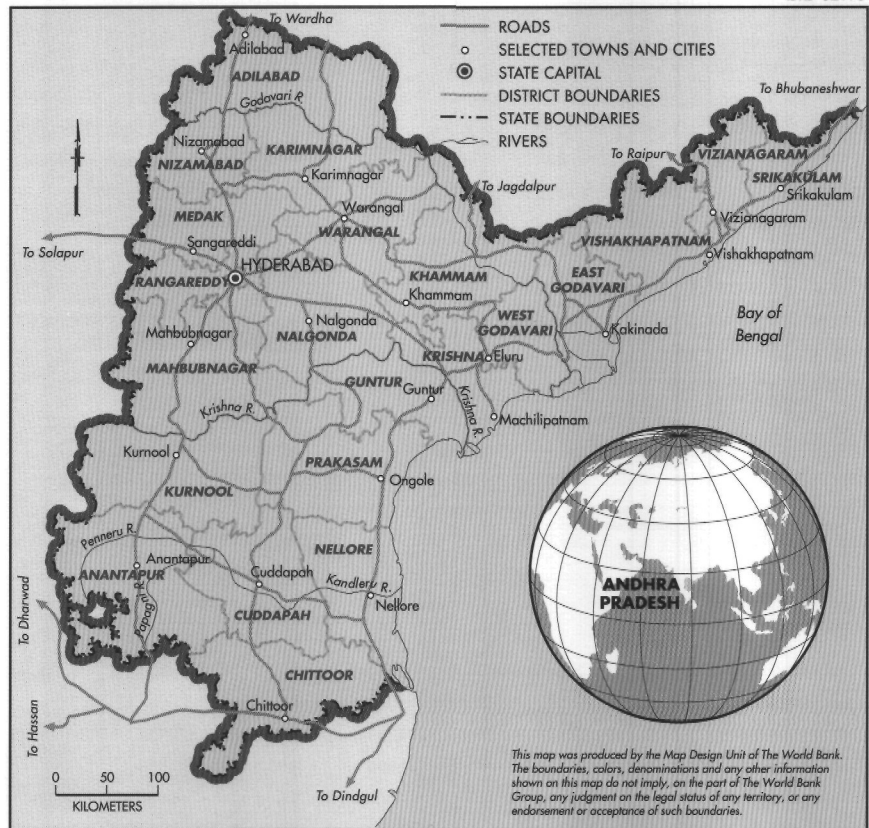 To Wardha
Adilabad
ADILABAD
Godavari R.
Nizamabad
NIZAMABAD
KARIMNAGAR
Karimnagar
MEDAK
Warangal
WARANGAL
To Solapur
Sangareddi
HYDERABAD
RANGAREDDY
KHAMMAM
Khammam
Mahbubnagar
MAHBUBNAGAR
Nalgonda
NALGONDA
WEST
GODAVARI
EAST
GODAVARI
KRISHNA
Eluru
Kakinada
GUNTUR
Guntur
Krishna R.
Krishna R.
Machilipatnam
Kurnool
KURNOOL
PRAKASAM
Ongole
Penneru R.
Anantapur
ANANTAPUR
Papagni R.
NELLORE
Cuddapah
Kandleru R.
Nellore
CUDDAPAH
CHITTOOR
Chittoor
To Dharwad
To Hassan
To Dindgul
0 50 100
KILOMETERS
ROADS
SELECTED TOWNS AND CITIES
STATE CAPITAL
DISTRICT BOUNDARIES
STATE BOUNDARIES
RIVERS
To Bhubaneshwar
To Raipur
To Jagdalpur
VIZIANAGARAM
SRIKAKULAM
Srikakulam
Vizianagaram
VISHAKHAPATNAM
Vishakhapatnam
Bay of
Bengal
ANDHRA
PRADESH
This map was produced by the Map Design Unit of The World Bank.
The boundaries, colors, denominations and any other information
shown on this map do not imply, on the part of The World Bank
Group, any judgment on the legal status of any territory, or any
endorsement or acceptance of such boundaries.